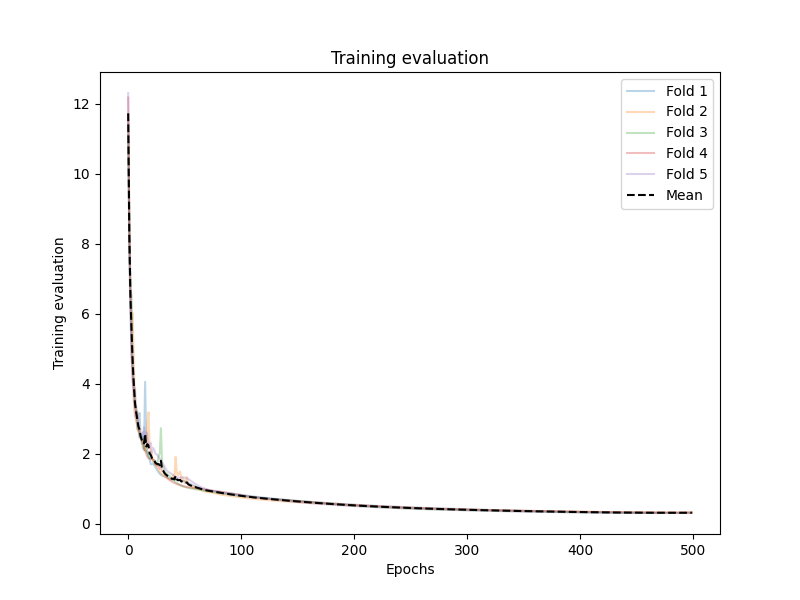 Training evaluation
Fold 1
Fold 2
Fold 3
Fold 4
Fold 5
Mean
Training evaluation
12
10
8
6
4
2
0
0 100 200 300 400 500
Epochs